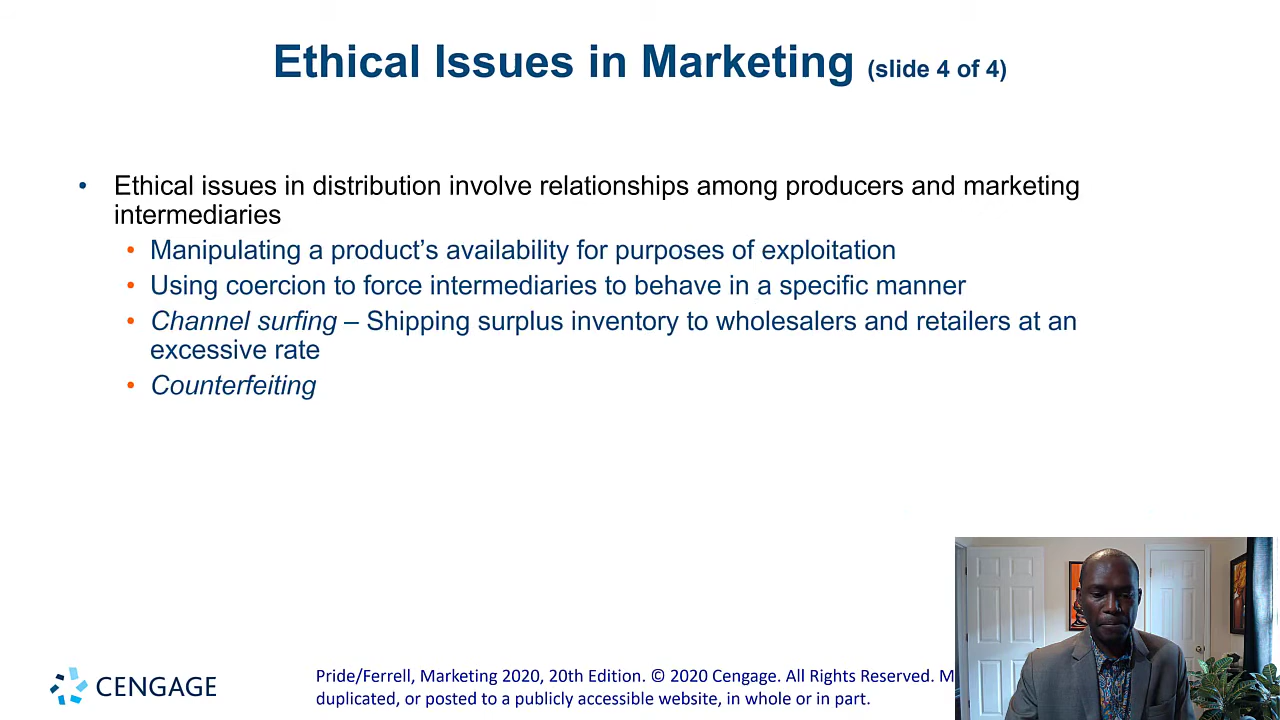 Ethical Issues in Marketing (slide 4 of 4)
• Ethical issues in distribution involve relationships among producers and marketing
intermediaries
• Manipulating a product’s availability for purposes of exploitation
• Using coercion to force intermediaries to behave in a specific manner
• Channel surfing – Shipping surplus inventory to wholesalers and retailers at an
excessive rate
• Counterfeiting
CENGAGE
Pride/Ferrell, Marketing 2020, 20th Edition. © 2020 Cengage. All Rights Reserved. M
duplicated, or posted to a publicly accessible website, in whole or in part.